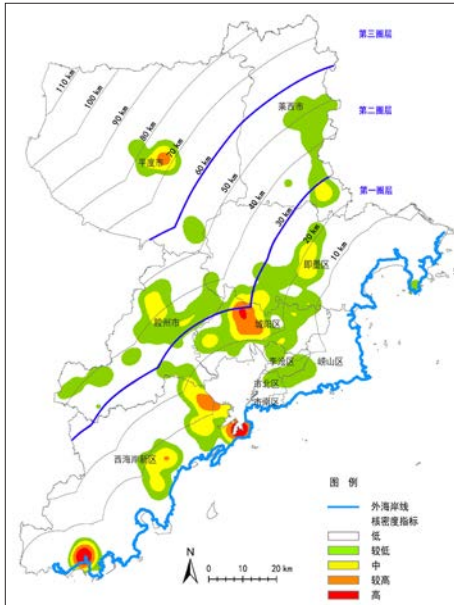 第三圈层
110 km
100 km
90 km
80 km
70 km
60 km
50 km
40 km
30 km
20 km
10 km
莱西市
第二圈层
平度市
第一圈层
即墨区
胶州市
城阳区
李沧区
崂山区
市北区
市南区
西海岸新区
图 例
外海岸线
核密度指标
低
较低
中
较高
高
N
0 10 20 km